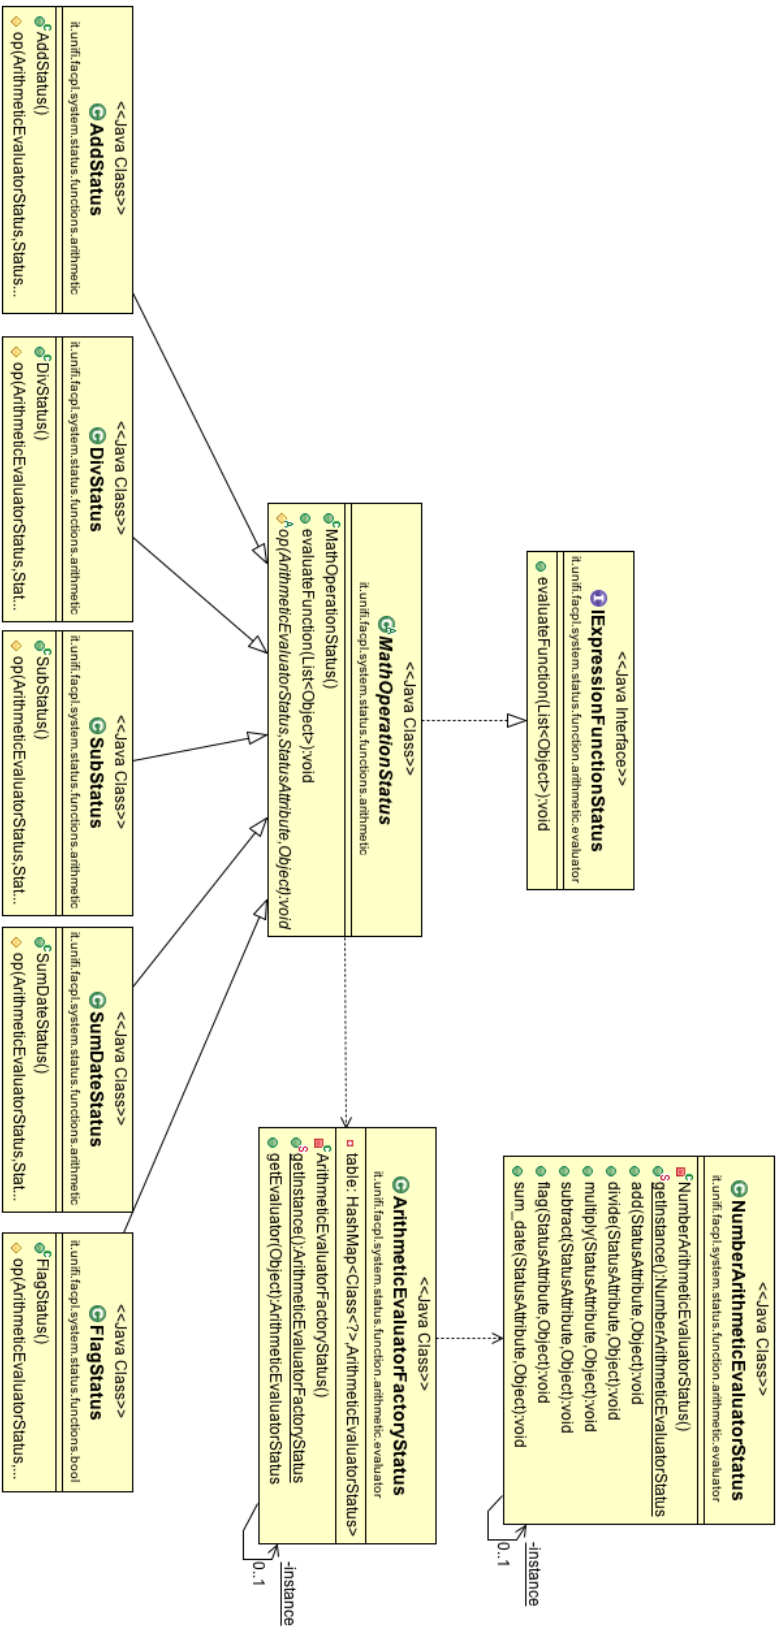 <<Java Interface>>
IExpressionFunctionStatus
it.unifi.facpl.system.status.function.arithmetic.evaluator
evaluateFunction(List<Object>):void
<<Java Class>>
NumberArithmeticEvaluatorStatus
it.unifi.facpl.system.status.function.arithmetic.evaluator
NumberArithmeticEvaluatorStatus()
getInstance():NumberArithmeticEvaluatorStatus
add(StatusAttribute,Object):void
divide(StatusAttribute,Object):void
multiply(StatusAttribute,Object):void
subtract(StatusAttribute,Object):void
flag(StatusAttribute,Object):void
sum_date(StatusAttribute,Object):void
-instance
0..1
<<Java Class>>
MathOperationStatus
it.unifi.facpl.system.status.functions.arithmetic
MathOperationStatus()
evaluateFunction(List<Object>):void
op(ArithmeticEvaluatorStatus,StatusAttribute,Object):void
<<Java Class>>
ArithmeticEvaluatorFactoryStatus
it.unifi.facpl.system.status.function.arithmetic.evaluator
table: HashMap<Class<?>,ArithmeticEvaluatorStatus>
ArithmeticEvaluatorFactoryStatus()
getInstance():ArithmeticEvaluatorFactoryStatus
getEvaluator(Object):ArithmeticEvaluatorStatus
-instance
0..1
<<Java Class>>
AddStatus
it.unifi.facpl.system.status.functions.arithmetic
AddStatus()
op(ArithmeticEvaluatorStatus,Status...
<<Java Class>>
DivStatus
it.unifi.facpl.system.status.functions.arithmetic
DivStatus()
op(ArithmeticEvaluatorStatus,Stat...
<<Java Class>>
SubStatus
it.unifi.facpl.system.status.functions.arithmetic
SubStatus()
op(ArithmeticEvaluatorStatus,Stat...
<<Java Class>>
SumDateStatus
it.unifi.facpl.system.status.functions.arithmetic
SumDateStatus()
op(ArithmeticEvaluatorStatus,Stat...
<<Java Class>>
FlagStatus
it.unifi.facpl.system.status.functions.bool
FlagStatus()
op(ArithmeticEvaluatorStatus,...